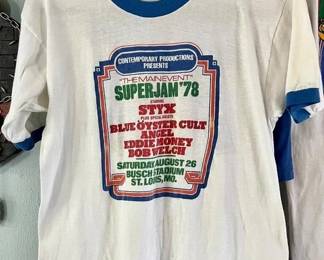 CONTEMPORARY PRODUCTIONS
PRESENTS
"THE MAIN EVENT"
SUPERJAM '78
STARRING
STYX
PLUS SPECIAL GUESTS
BLUE ÖYSTER CULT
ANGEL
EDDIE MONEY
BOB WELCH
SATURDAY AUGUST 26
BUSCH STADIUM
ST. LOUIS, MO.